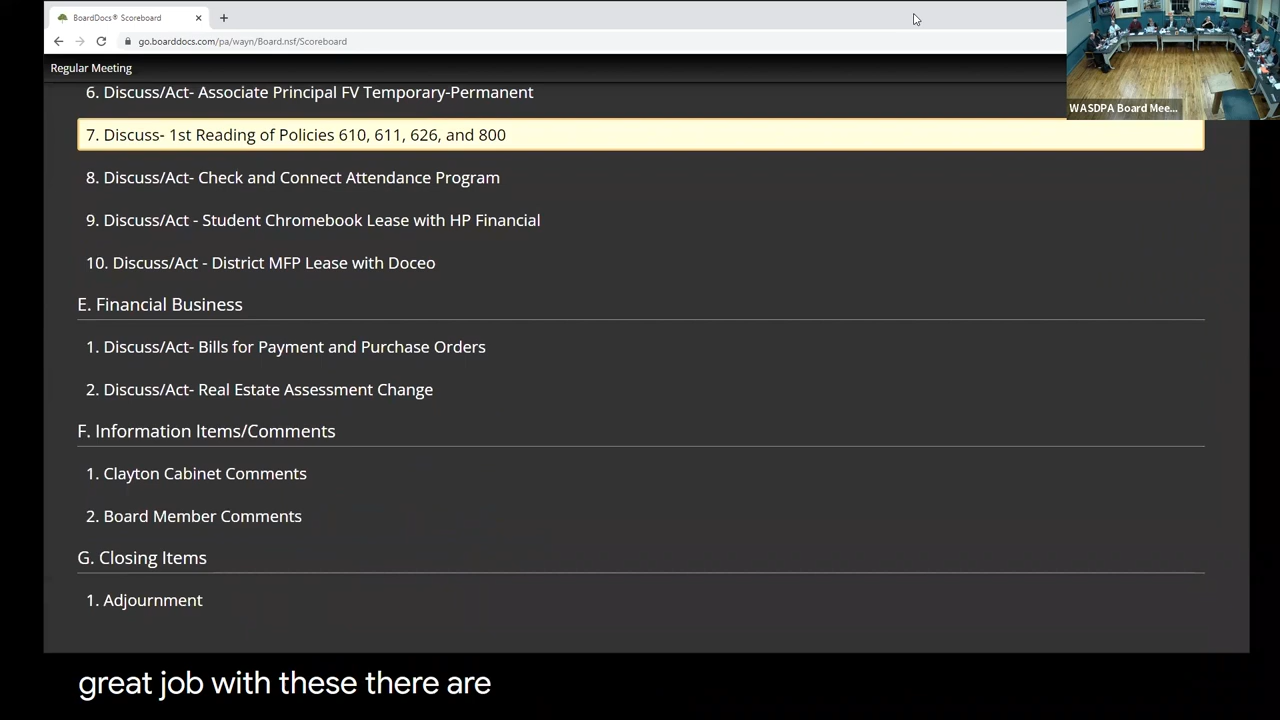 BoardDocs® Scoreboard
go.boarddocs.com/pa/wayn/Board.nsf/Scoreboard
Regular Meeting
WASDPA Board Mee...
6. Discuss/Act- Associate Principal FV Temporary-Permanent
7. Discuss- 1st Reading of Policies 610, 611, 626, and 800
8. Discuss/Act- Check and Connect Attendance Program
9. Discuss/Act - Student Chromebook Lease with HP Financial
10. Discuss/Act - District MFP Lease with Doceo
E. Financial Business
1. Discuss/Act- Bills for Payment and Purchase Orders
2. Discuss/Act- Real Estate Assessment Change
F. Information Items/Comments
1. Clayton Cabinet Comments
2. Board Member Comments
G. Closing Items
1. Adjournment
great job with these there are